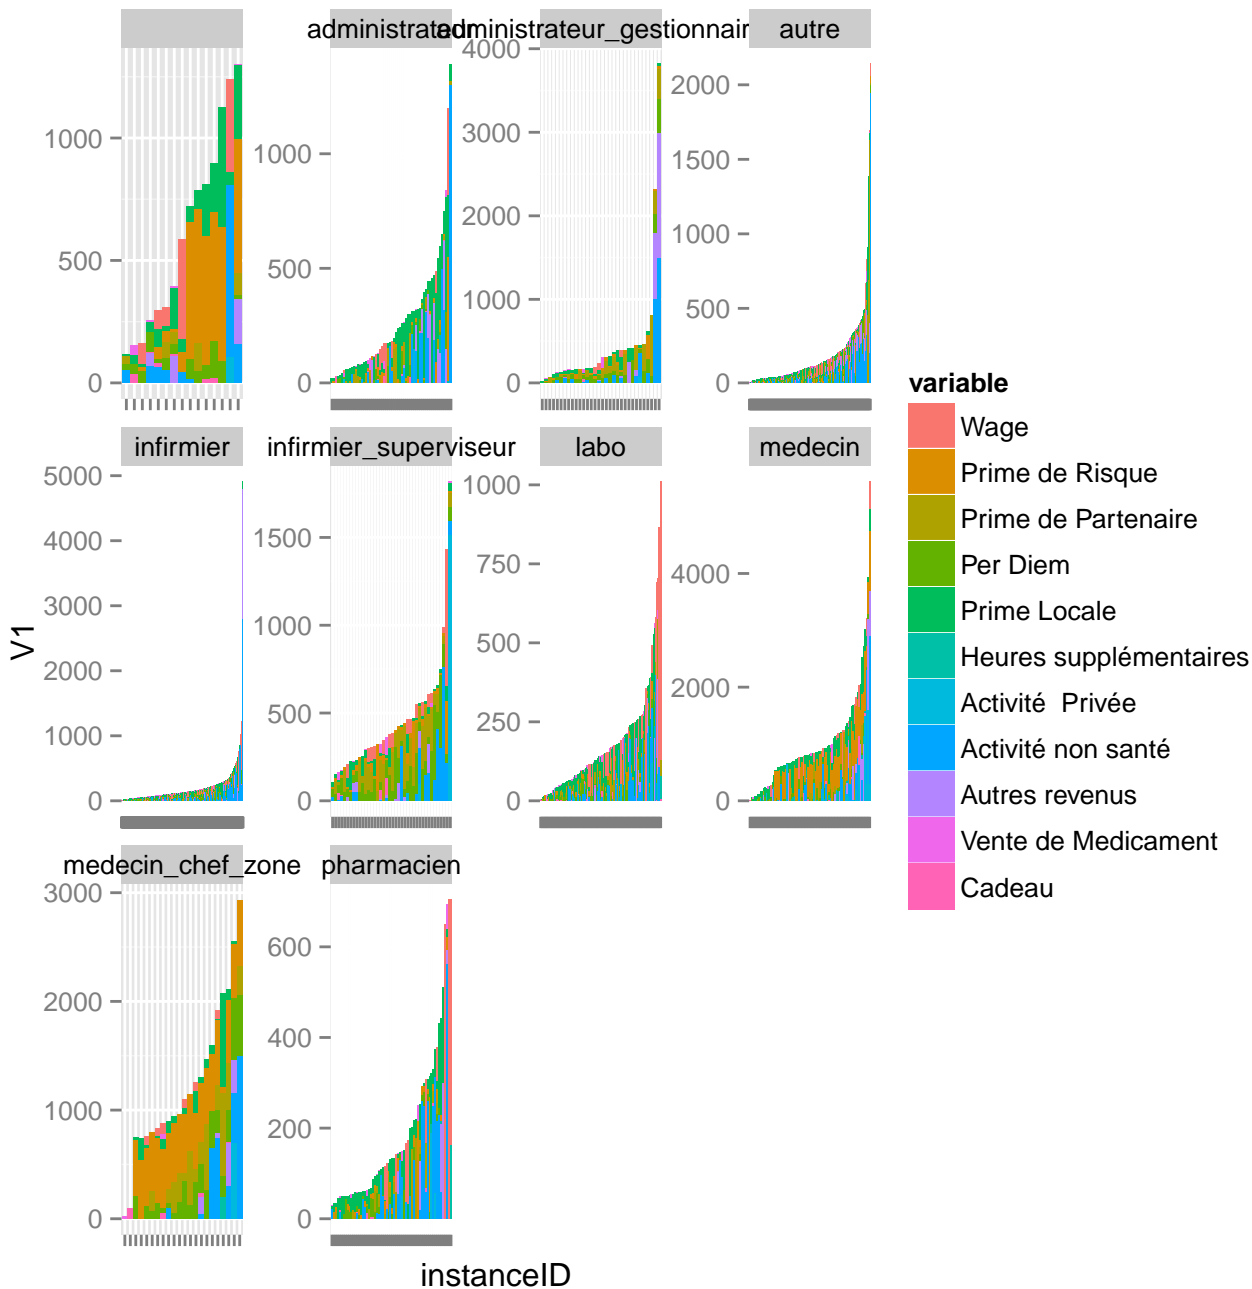 administrateur administrateur_gestionnair autre
4000
3000
2000
1000
0
1000
500
0
1000
500
0
2000
1500
1000
500
0
infirmier infirmier_superviseur labo medecin
5000
4000
3000
2000
1000
0
1500
1000
500
0
1000
750
500
250
0
4000
2000
0
medecin_chef_zone pharmacien
3000
2000
1000
0
600
400
200
0
V1
instanceID
variable
Wage
Prime de Risque
Prime de Partenaire
Per Diem
Prime Locale
Heures supplémentaires
Activité  Privée
Activité non santé
Autres revenus
Vente de Medicament
Cadeau